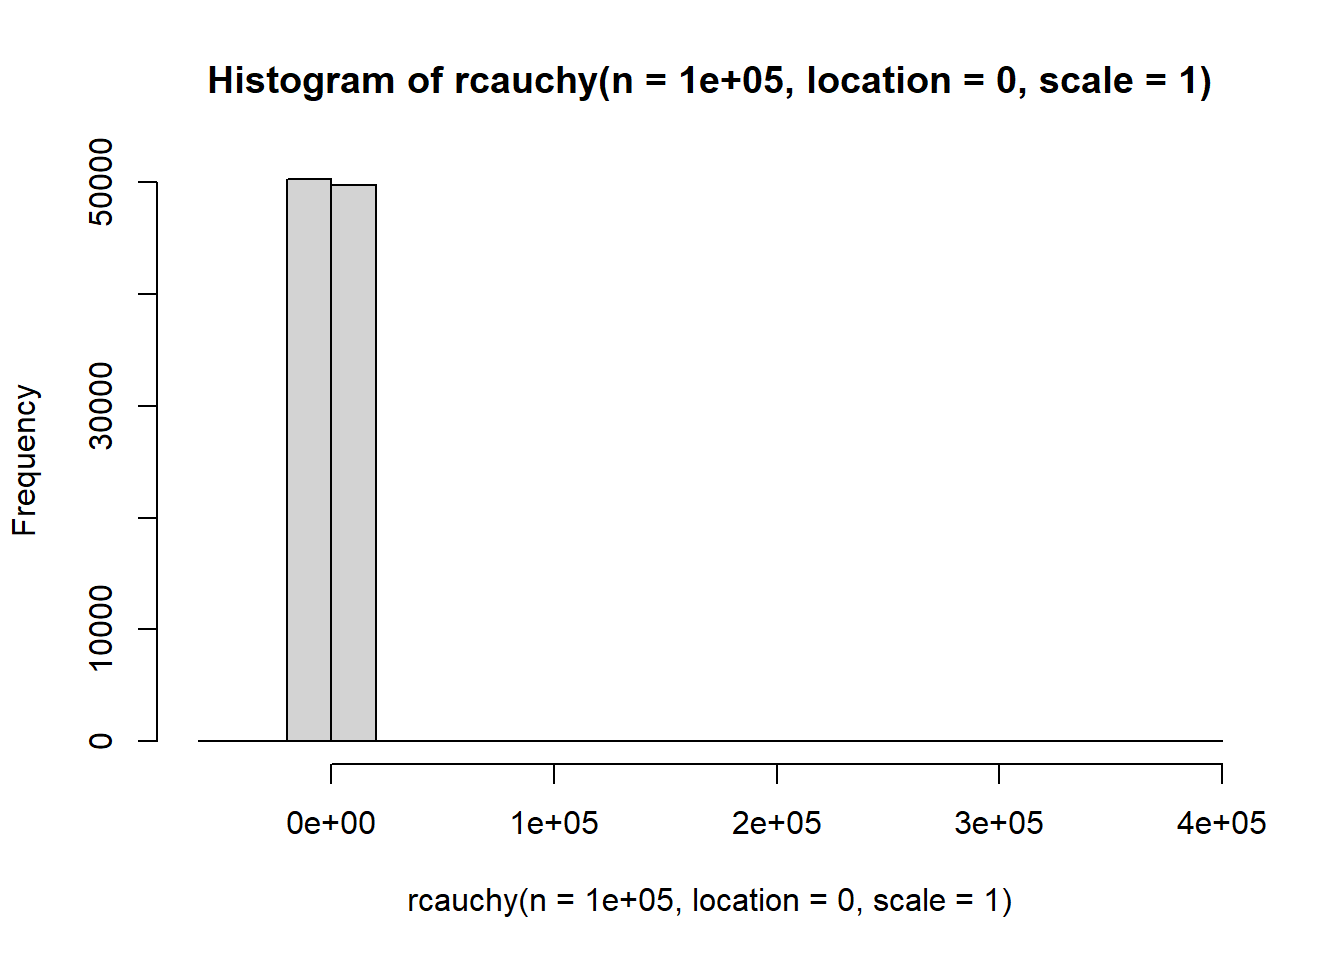 Histogram of rcauchy(n = 1e+05, location = 0, scale = 1)
Frequency
50000
30000
10000
0
0e+00 1e+05 2e+05 3e+05 4e+05
rcauchy(n = 1e+05, location = 0, scale = 1)